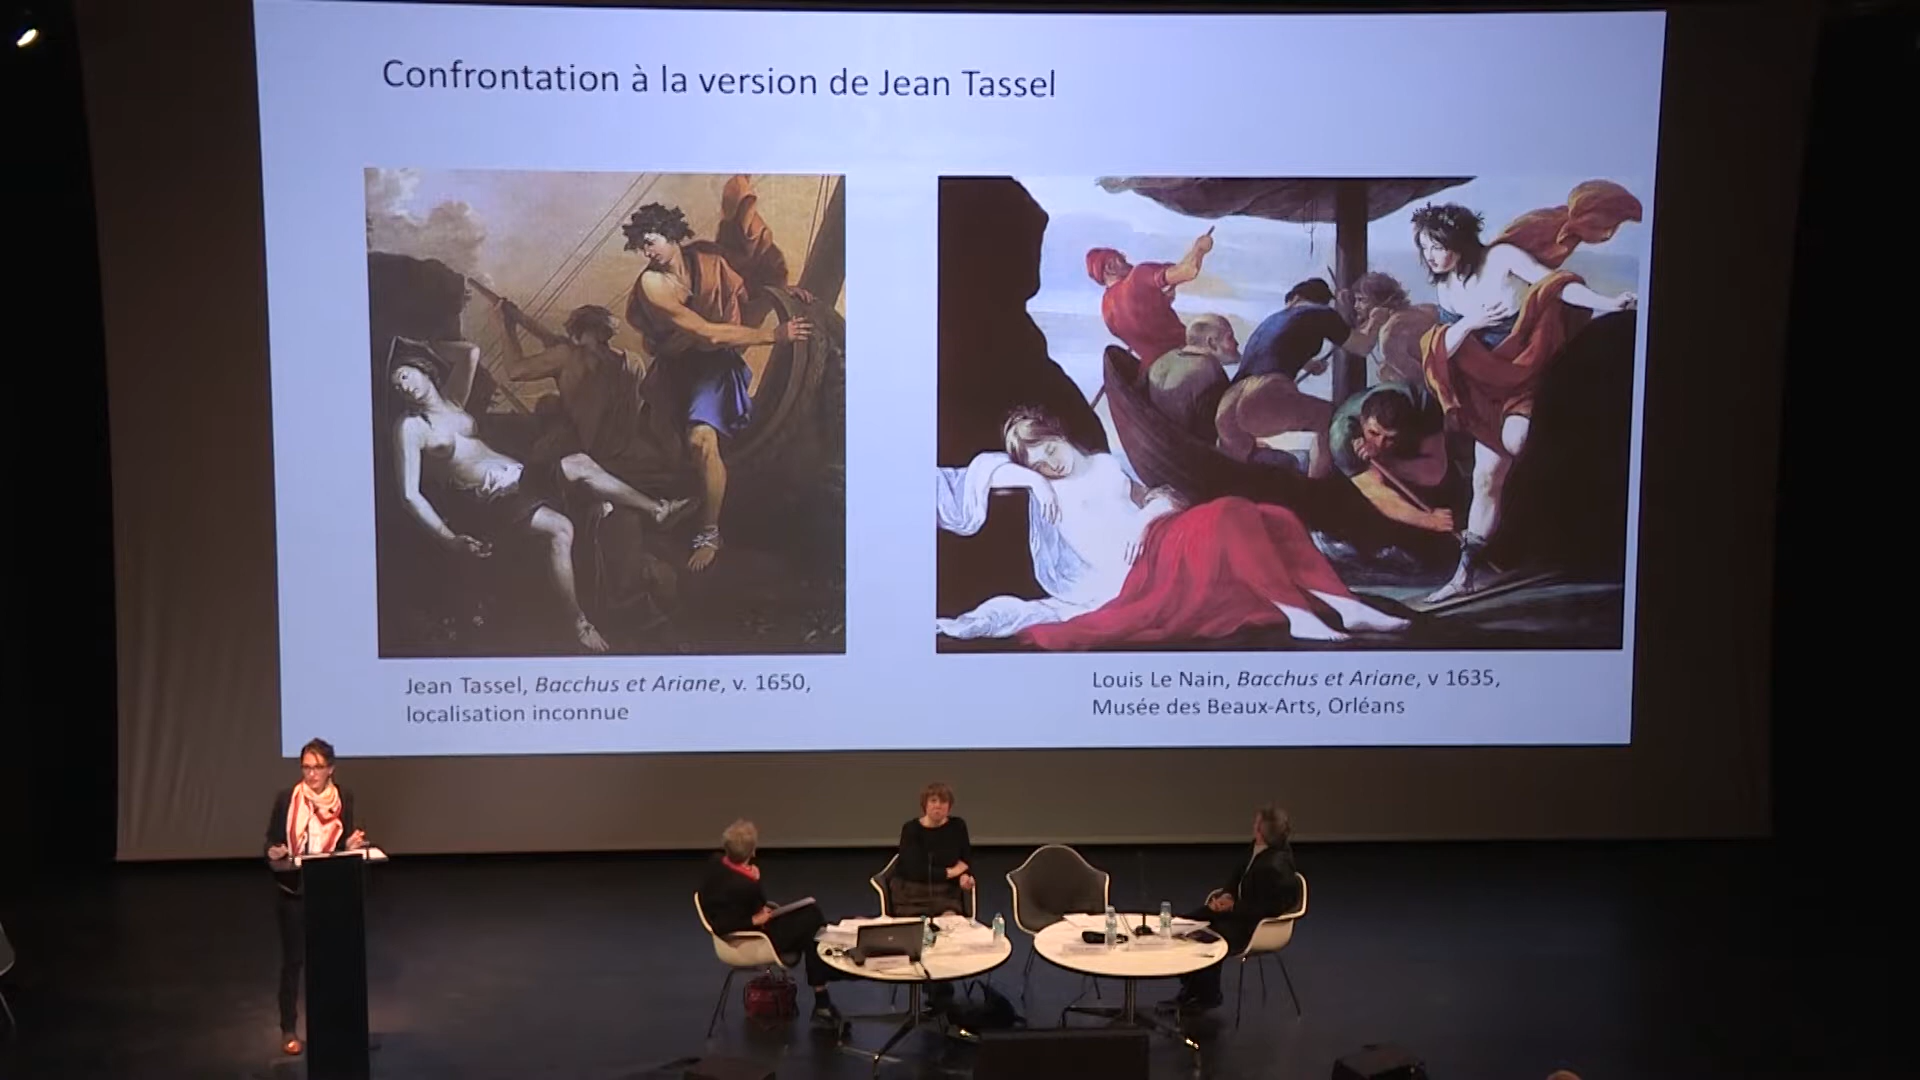 Confrontation à la version de Jean Tassel
Jean Tassel, Bacchus et Ariane, v. 1650,
localisation inconnue
Louis Le Nain, Bacchus et Ariane, v 1635,
Musée des Beaux-Arts, Orléans